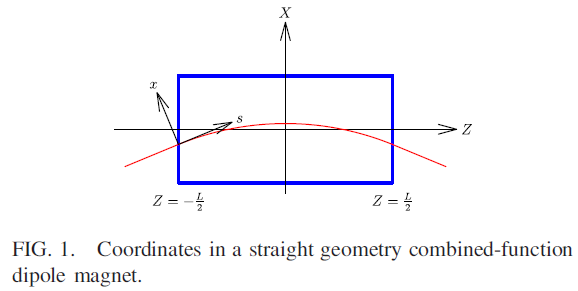 X
x
s
Z
Z = −L/2
Z = L/2
FIG. 1. Coordinates in a straight geometry combined-function
dipole magnet.